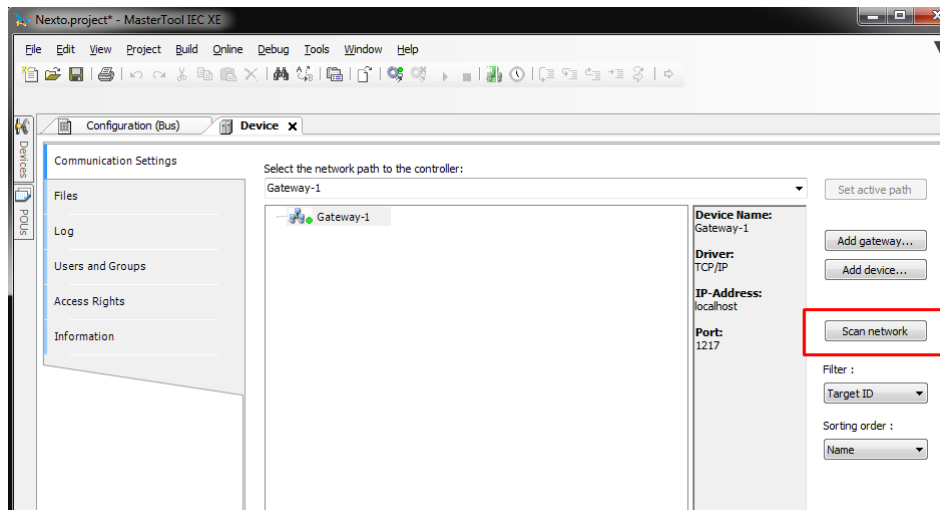 Nexto.project* - MasterTool IEC XE
File Edit View Project Build Online Debug Tools Window Help
Configuration (Bus) Device
Devices
POUs
Communication Settings
Files
Log
Users and Groups
Access Rights
Information
Select the network path to the controller:
Gateway-1
Gateway-1
Device Name:
Gateway-1
Driver:
TCP/IP
IP-Address:
localhost
Port:
1217
Set active path
Add gateway...
Add device...
Scan network
Filter :
Target ID
Sorting order :
Name